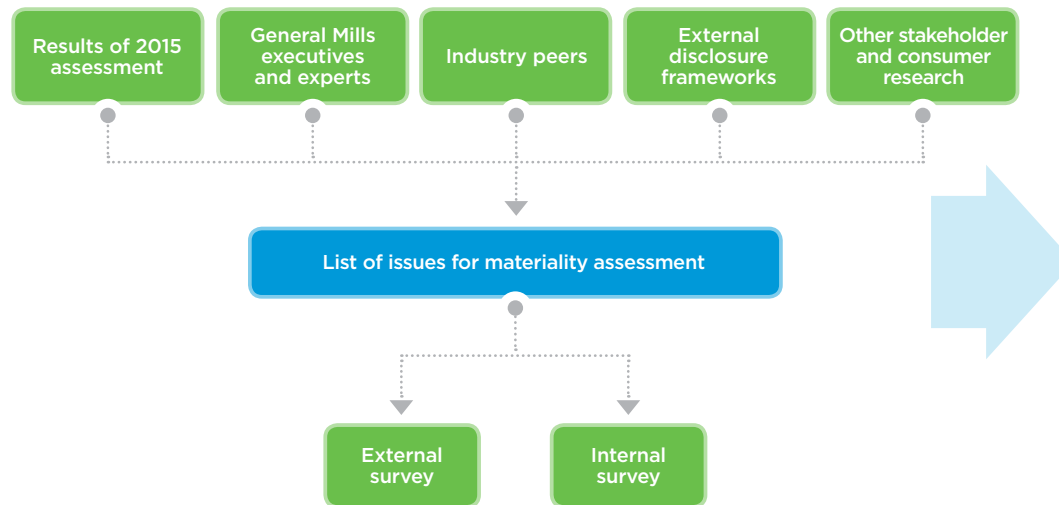 Results of 2015
assessment
General Mills
executives
and experts
Industry peers
External
disclosure
frameworks
Other stakeholder
and consumer
research
List of issues for materiality assessment
External
survey
Internal
survey